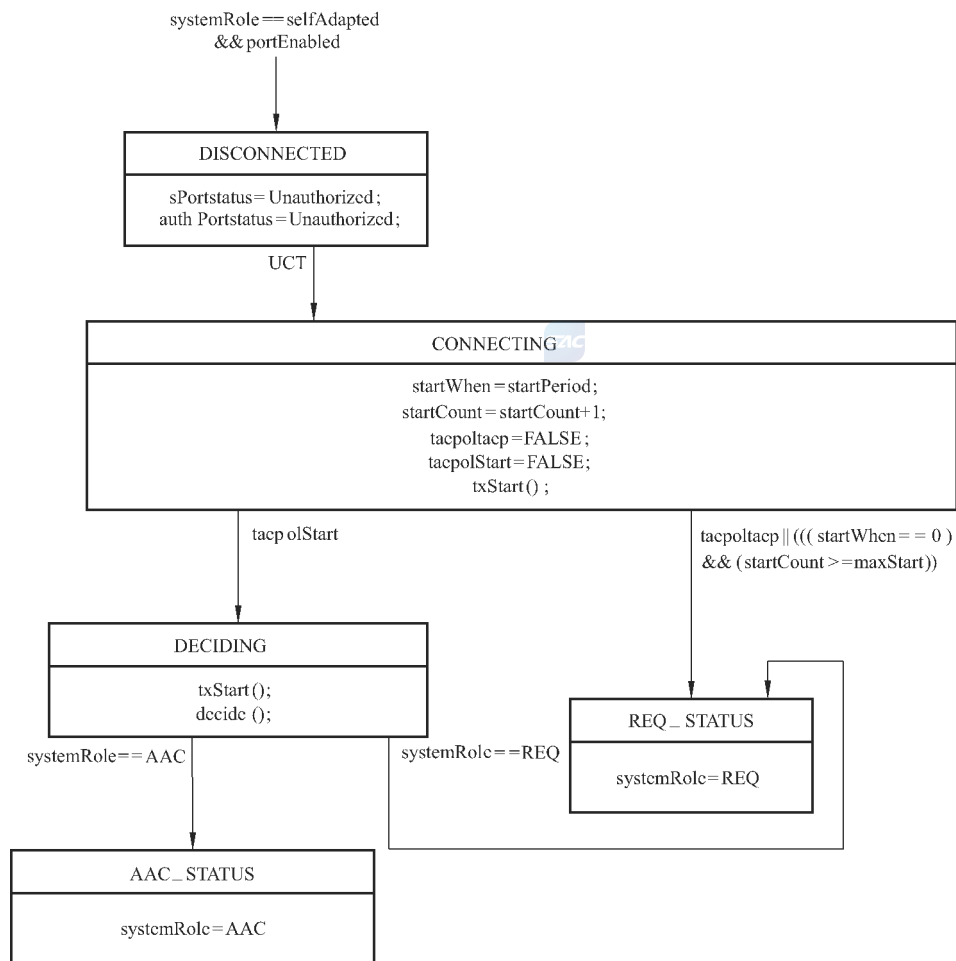 systemRole==selfAdapted
&&portEnabled
DISCONNECTED
sPortstatus=Unauthorized;
auth Portstatus=Unauthorized;
UCT
CONNECTING
startWhen=startPeriod;
startCount=startCount+1;
tacpoltacp=FALSE;
tacpolStart=FALSE;
txStart();
tacp olStart
tacpoltacp||(((startWhen==0)
&&(startCount>=maxStart))
DECIDING
txStart();
decide ();
REQ_STATUS
systemRole=REQ
systemRole==AAC
systemRole==REQ
AAC_STATUS
systemRole=AAC